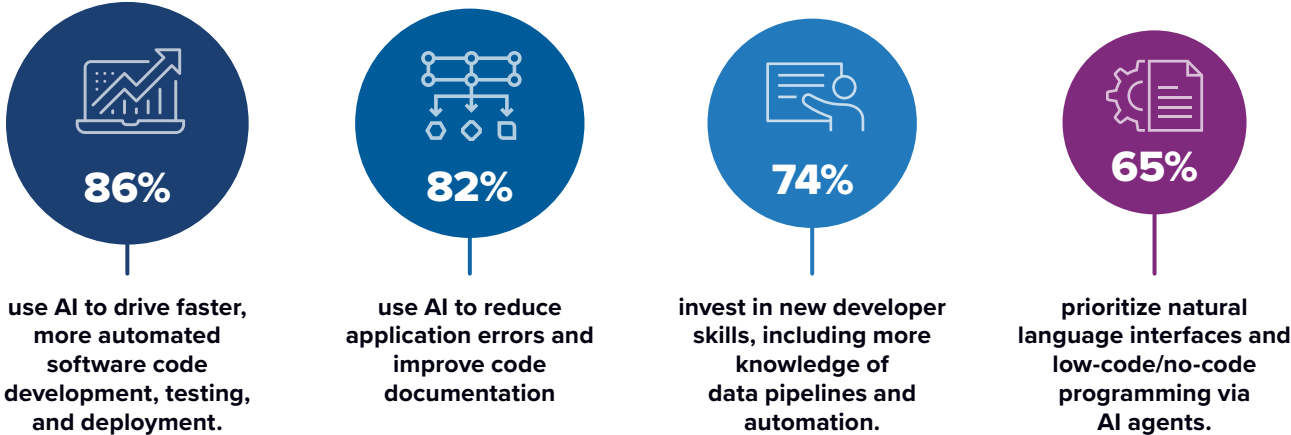 86%
use AI to drive faster,
more automated
software code
development, testing,
and deployment.
82%
use AI to reduce
application errors and
improve code
documentation
74%
invest in new developer
skills, including more
knowledge of
data pipelines and
automation.
65%
prioritize natural
language interfaces and
low-code/no-code
programming via
AI agents.